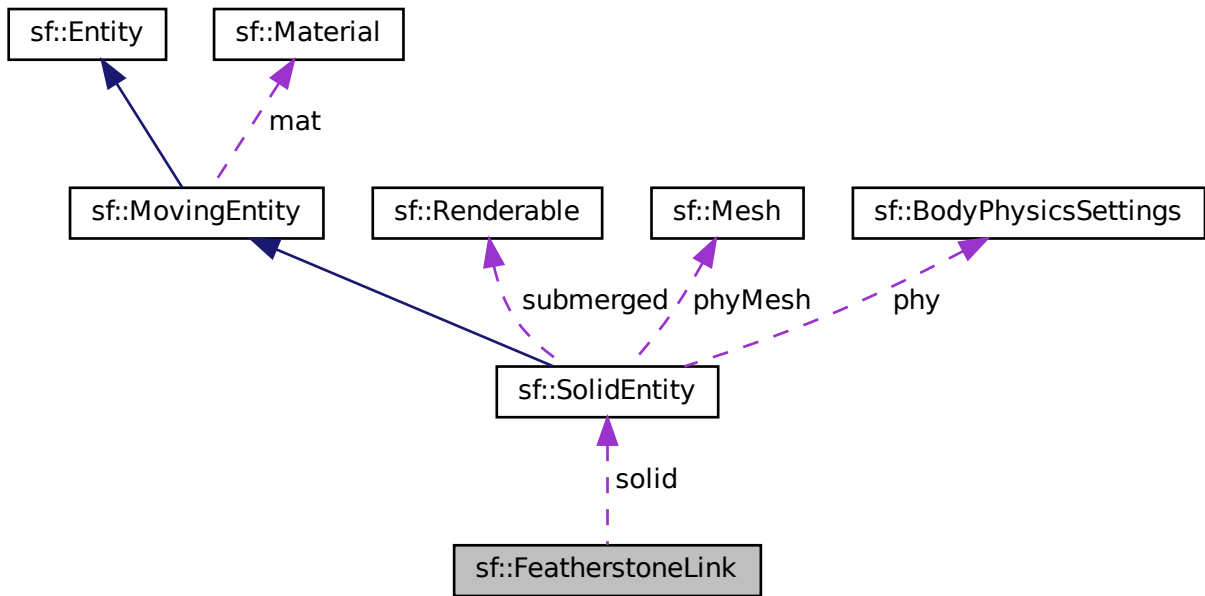 sf::Entity
sf::Material
mat
sf::MovingEntity
sf::Renderable
sf::Mesh
sf::BodyPhysicsSettings
submerged
phyMesh
phy
sf::SolidEntity
solid
sf::FeatherstoneLink